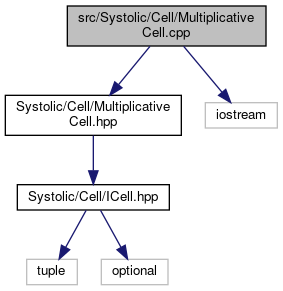 src/Systolic/Cell/Multiplicative
Cell.cpp
Systolic/Cell/Multiplicative
Cell.hpp
iostream
Systolic/Cell/ICell.hpp
tuple
optional